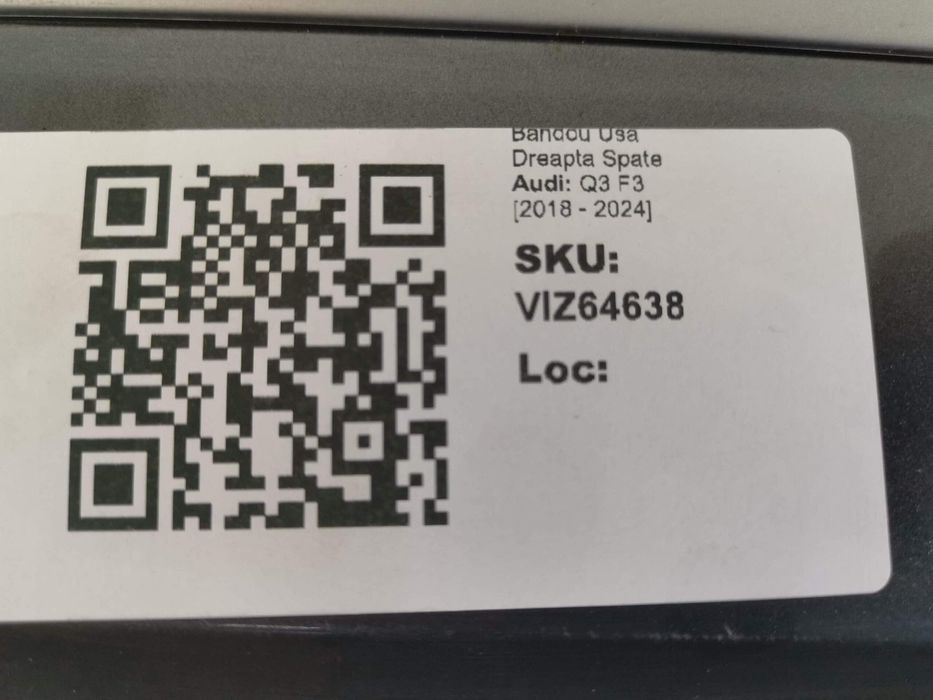 Bandou Usa
Dreapta Spate
Audi: Q3 F3
[2018 - 2024]
SKU:
VIZ64638
Loc: